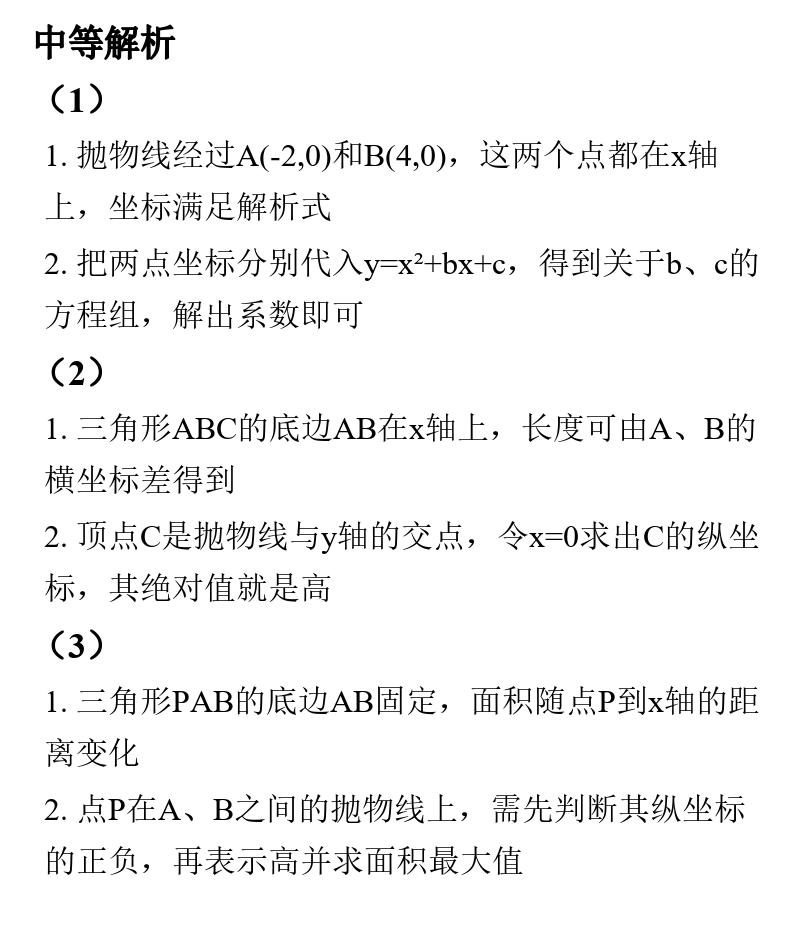 中等解析
（1）
1. 抛物线经过A(-2,0)和B(4,0)，这两个点都在x轴
上，坐标满足解析式
2. 把两点坐标分别代入y=x²+bx+c，得到关于b、c的
方程组，解出系数即可
（2）
1. 三角形ABC的底边AB在x轴上，长度可由A、B的
横坐标差得到
2. 顶点C是抛物线与y轴的交点，令x=0求出C的纵坐
标，其绝对值就是高
（3）
1. 三角形PAB的底边AB固定，面积随点P到x轴的距
离变化
2. 点P在A、B之间的抛物线上，需先判断其纵坐标
的正负，再表示高并求面积最大值